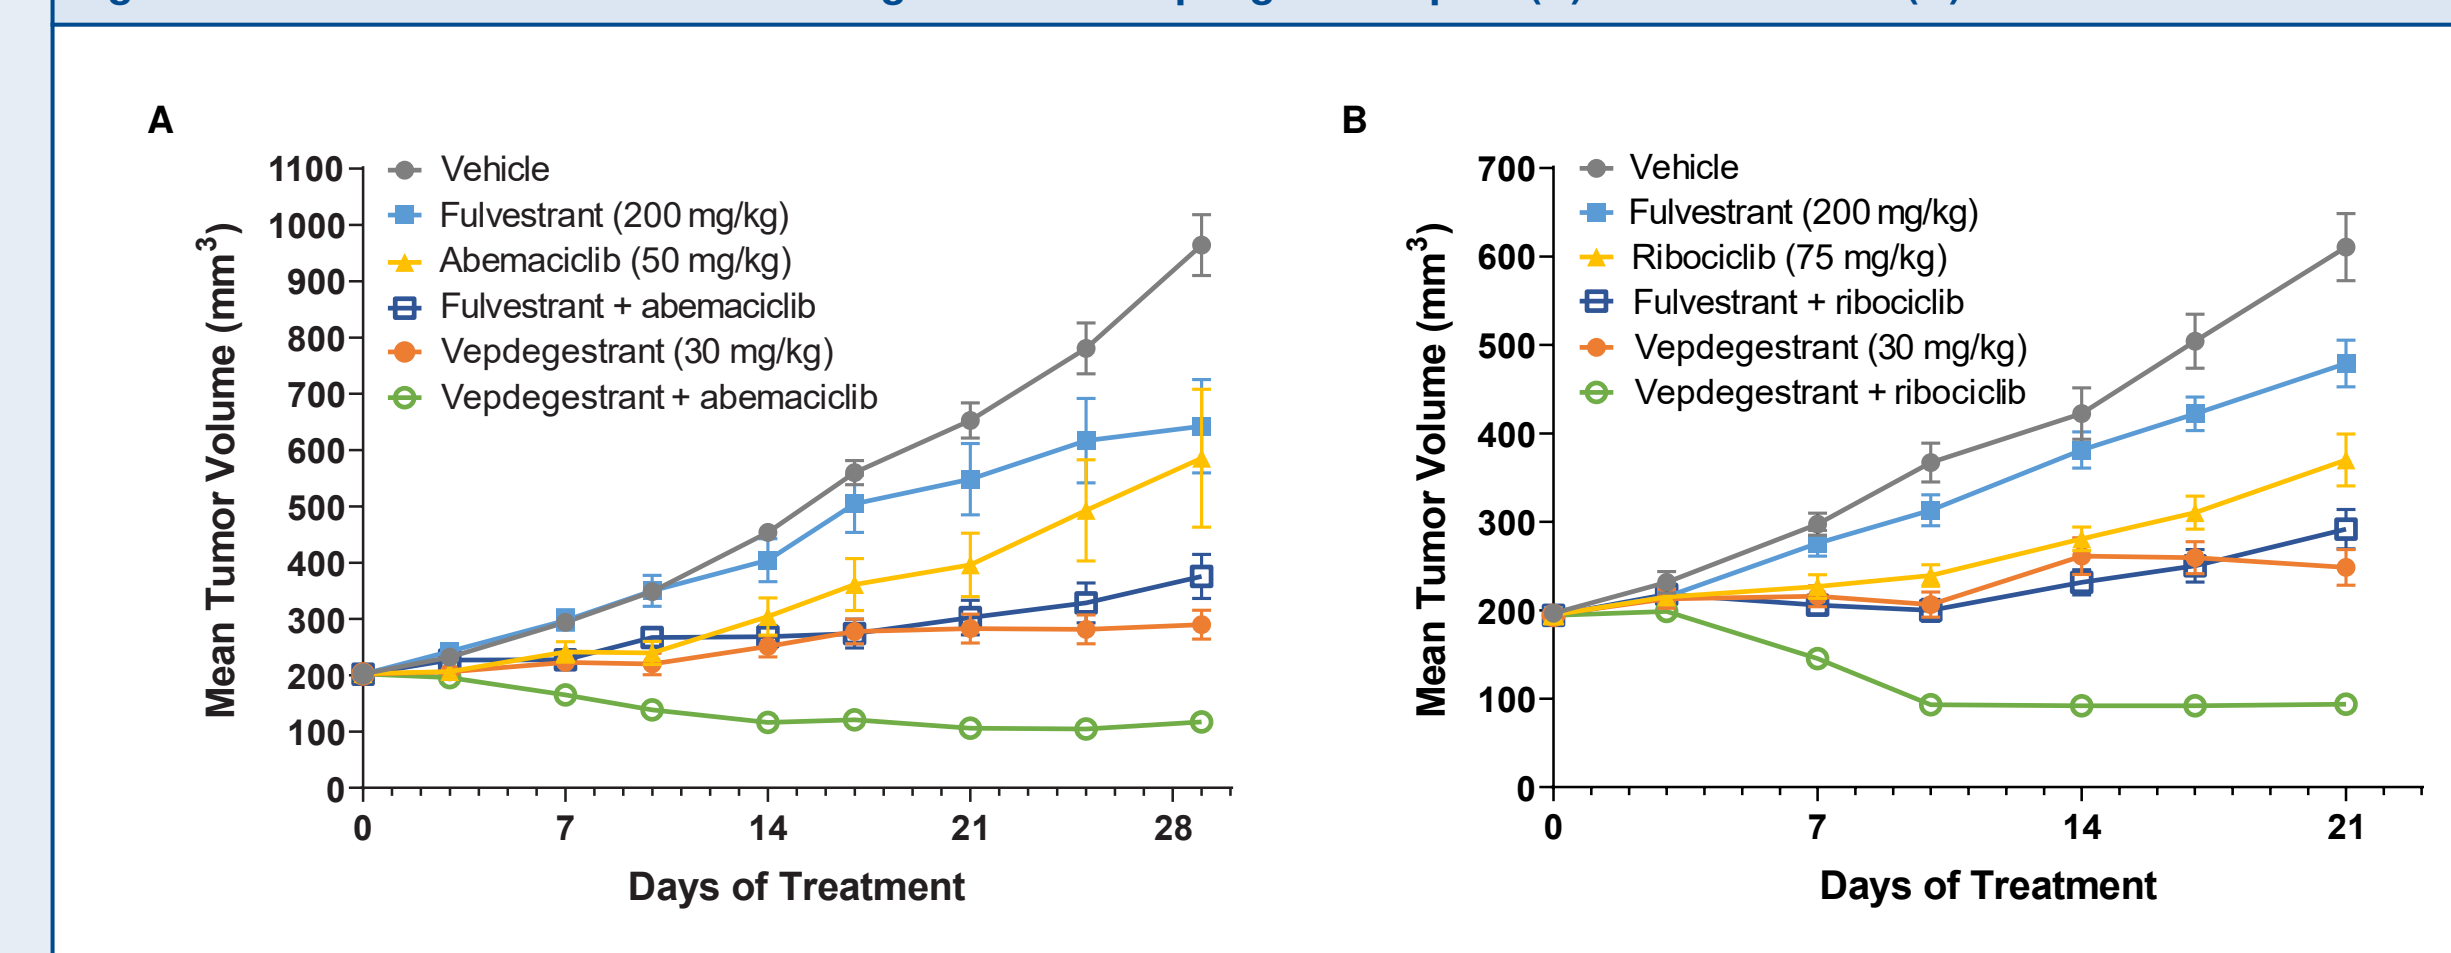 A
Mean Tumor Volume (mm³)
1100
1000
900
800
700
600
500
400
300
200
100
0
Vehicle
Fulvestrant (200 mg/kg)
Abemaciclib (50 mg/kg)
Fulvestrant + abemaciclib
Vepdegestrant (30 mg/kg)
Vepdegestrant + abemaciclib
0 7 14 21 28
Days of Treatment
B
Mean Tumor Volume (mm³)
700
600
500
400
300
200
100
0
Vehicle
Fulvestrant (200 mg/kg)
Ribociclib (75 mg/kg)
Fulvestrant + ribociclib
Vepdegestrant (30 mg/kg)
Vepdegestrant + ribociclib
0 7 14 21
Days of Treatment